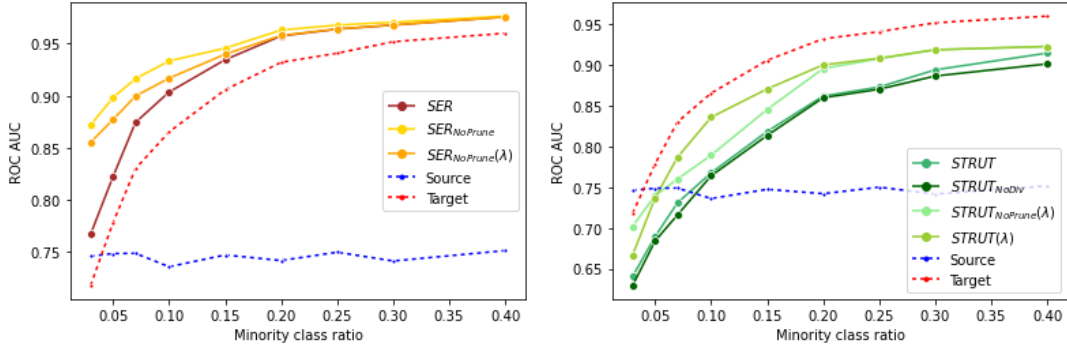 0.95
0.90
0.85
0.80
0.75
ROC AUC
0.05 0.10 0.15 0.20 0.25 0.30 0.35 0.40
Minority class ratio
SER
SER_NoPrune
SER_NoPrune(λ)
Source
Target
0.95
0.90
0.85
0.80
0.75
0.70
0.65
ROC AUC
0.05 0.10 0.15 0.20 0.25 0.30 0.35 0.40
Minority class ratio
STRUT
STRUT_NoDiv
STRUT_NoPrune(λ)
STRUT(λ)
Source
Target